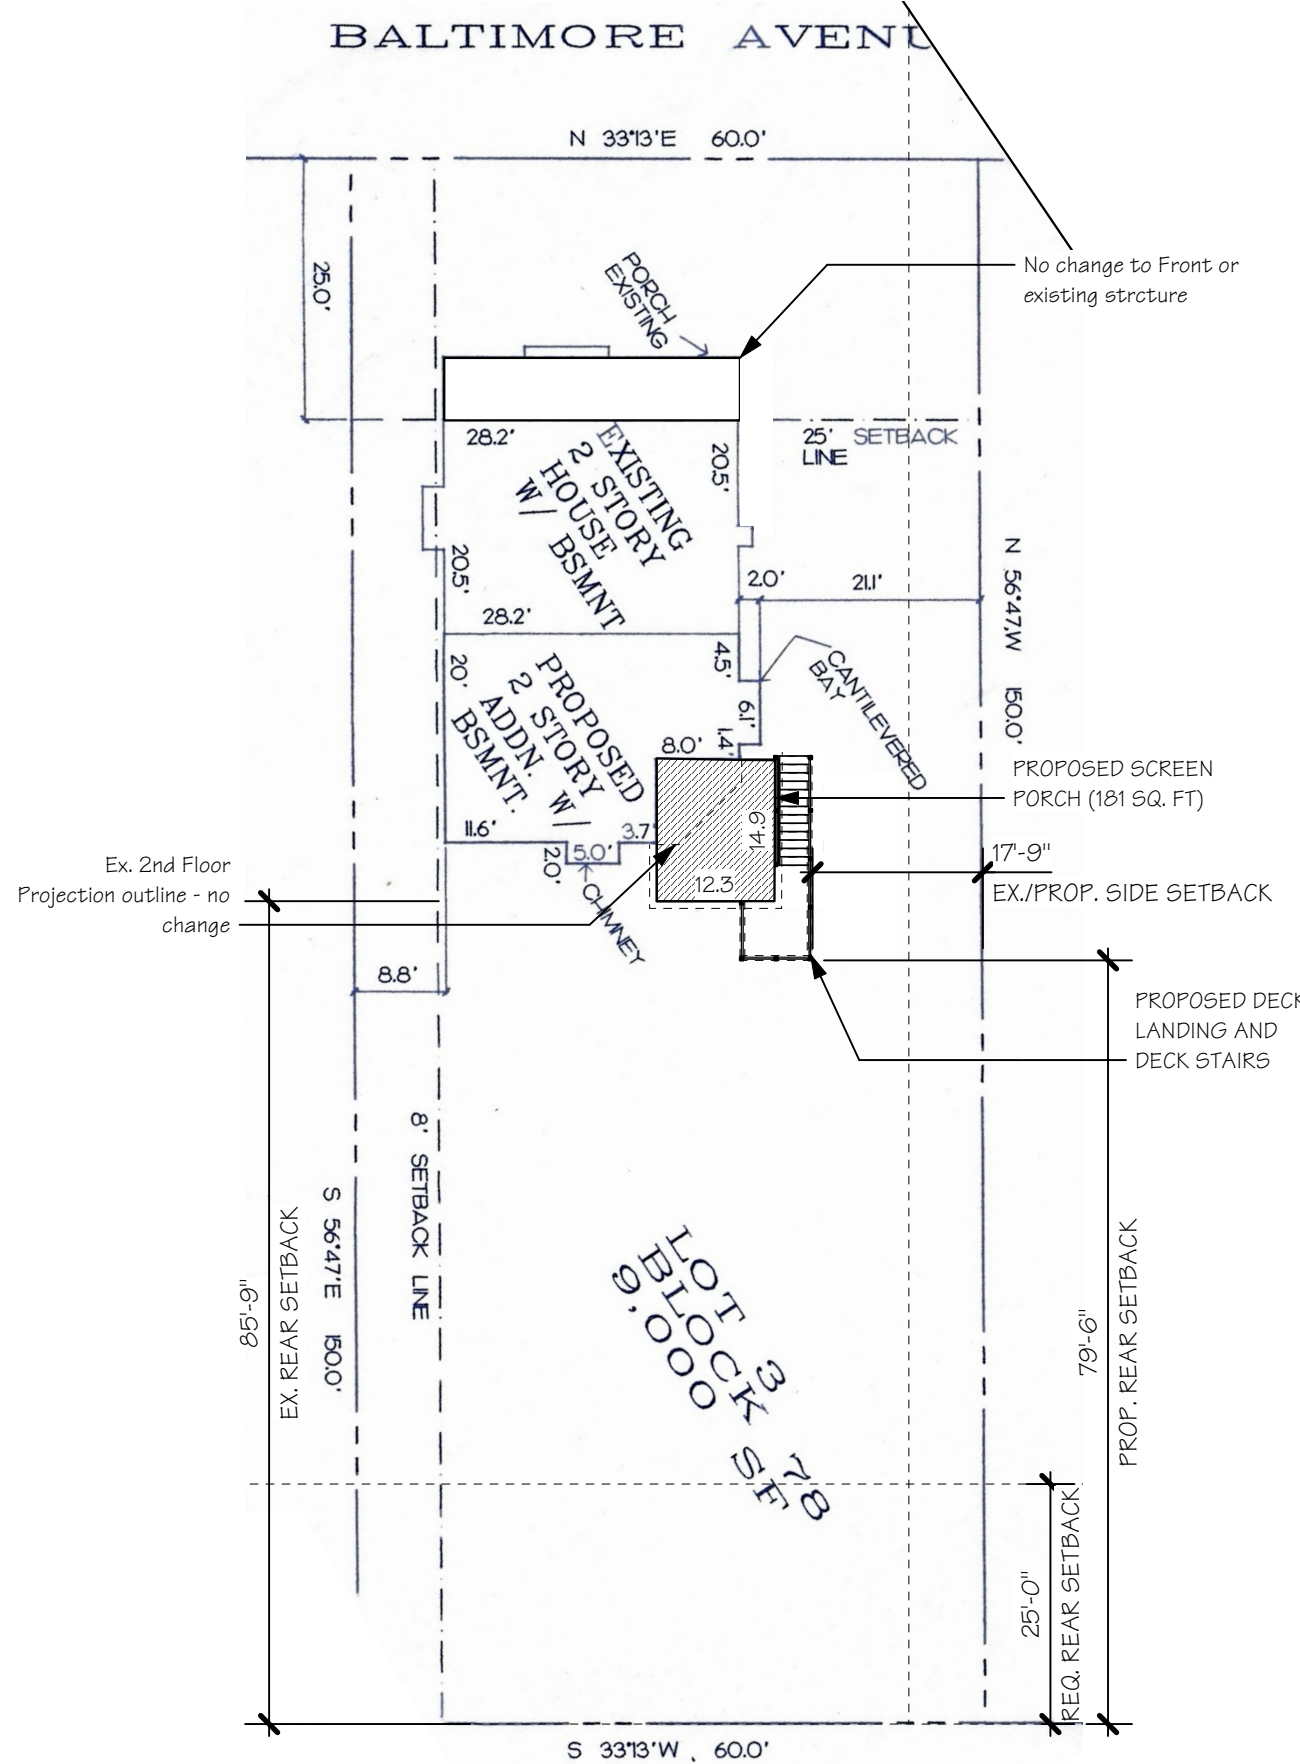 BALTIMORE AVENU
N 33°13'E 60.0'
25.0'
PORCH
EXISTING
No change to Front or
existing strcture
28.2'
20.5'
EXISTING
2 STORY
HOUSE
W/ BSMNT
25' SETBACK
LINE
20.5'
28.2'
2.0'
21.1'
N 56°47'W 150.0'
20'
4.5'
6.1'
1.4'
CANTILEVERED
BAY
PROPOSED
2 STORY
ADDN. W/
BSMNT.
8.0'
PROPOSED SCREEN
PORCH (181 SQ. FT)
14.9
12.3
11.6'
2.0'
5.0'
3.7'
CHIMNEY
17'-9"
EX./PROP. SIDE SETBACK
Ex. 2nd Floor
Projection outline - no
change
8.8'
PROPOSED DECK
LANDING AND
DECK STAIRS
8' SETBACK LINE
S 56°47'E 150.0'
85'-9"
EX. REAR SETBACK
LOT 3
BLOCK 78
9,000 SF
79'-6"
PROP. REAR SETBACK
25'-0"
REQ. REAR SETBACK
S 33°13'W . 60.0'